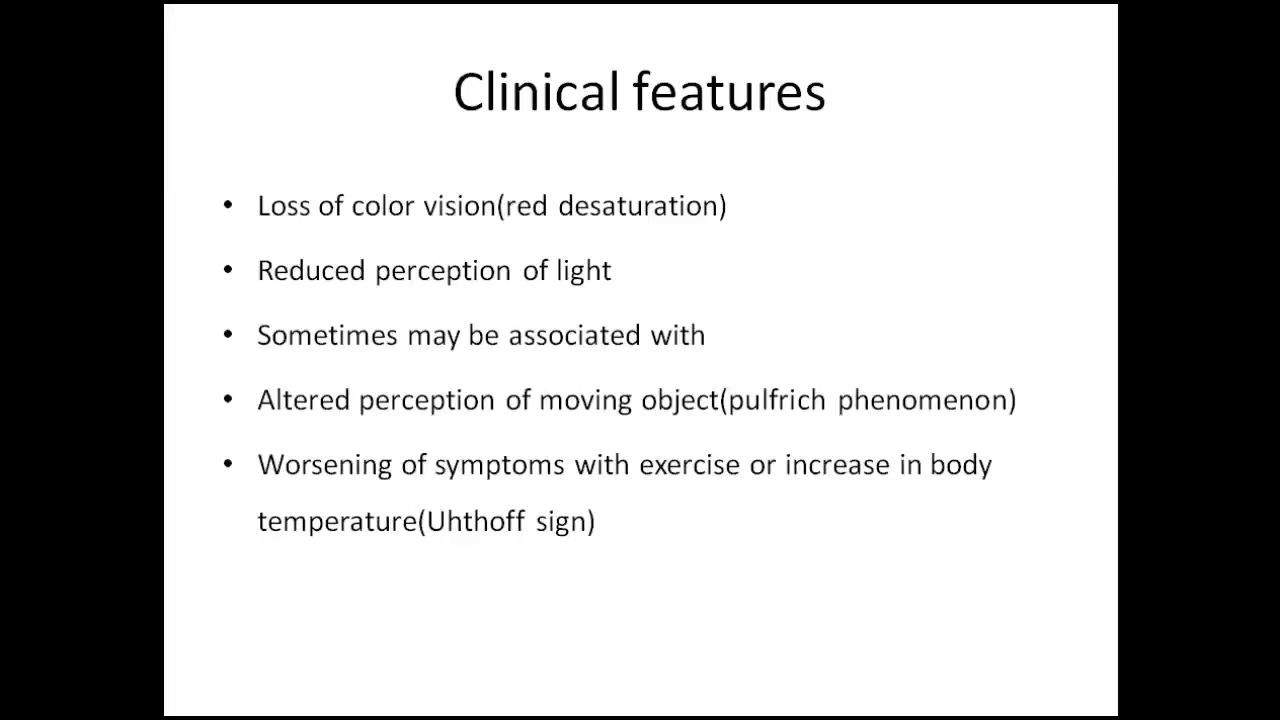 Clinical features
• Loss of color vision(red desaturation)
• Reduced perception of light
• Sometimes may be associated with
• Altered perception of moving object(pulfrich phenomenon)
• Worsening of symptoms with exercise or increase in body
temperature(Uhthoff sign)